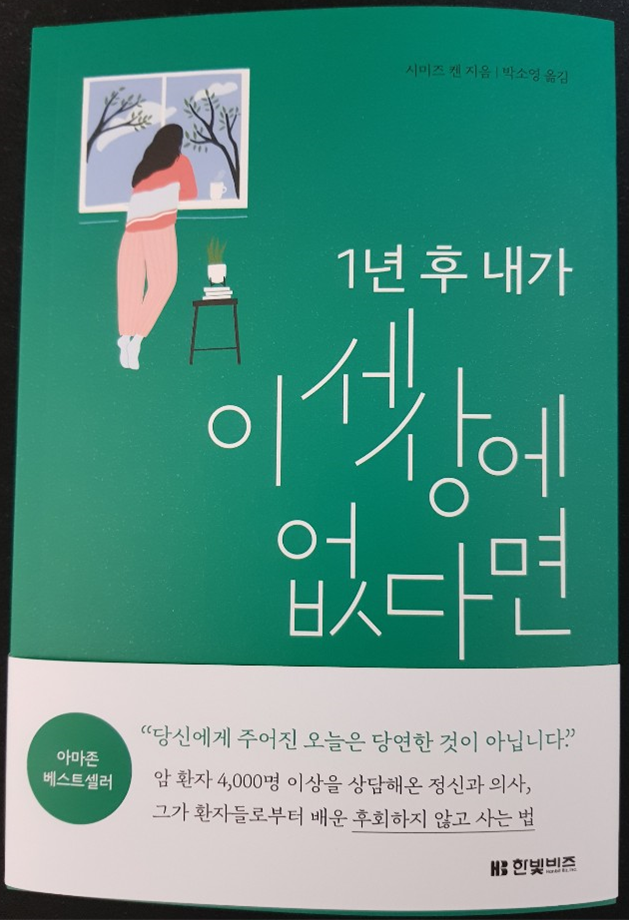 시미즈 켄 지음 | 박소영 옮김
1년 후 내가
이 세상에
없다면
아마존
베스트셀러
“당신에게 주어진 오늘은 당연한 것이 아닙니다.”
암 환자 4,000명 이상을 상담해온 정신과 의사,
그가 환자들로부터 배운 후회하지 않고 사는 법
HB 한빛비즈